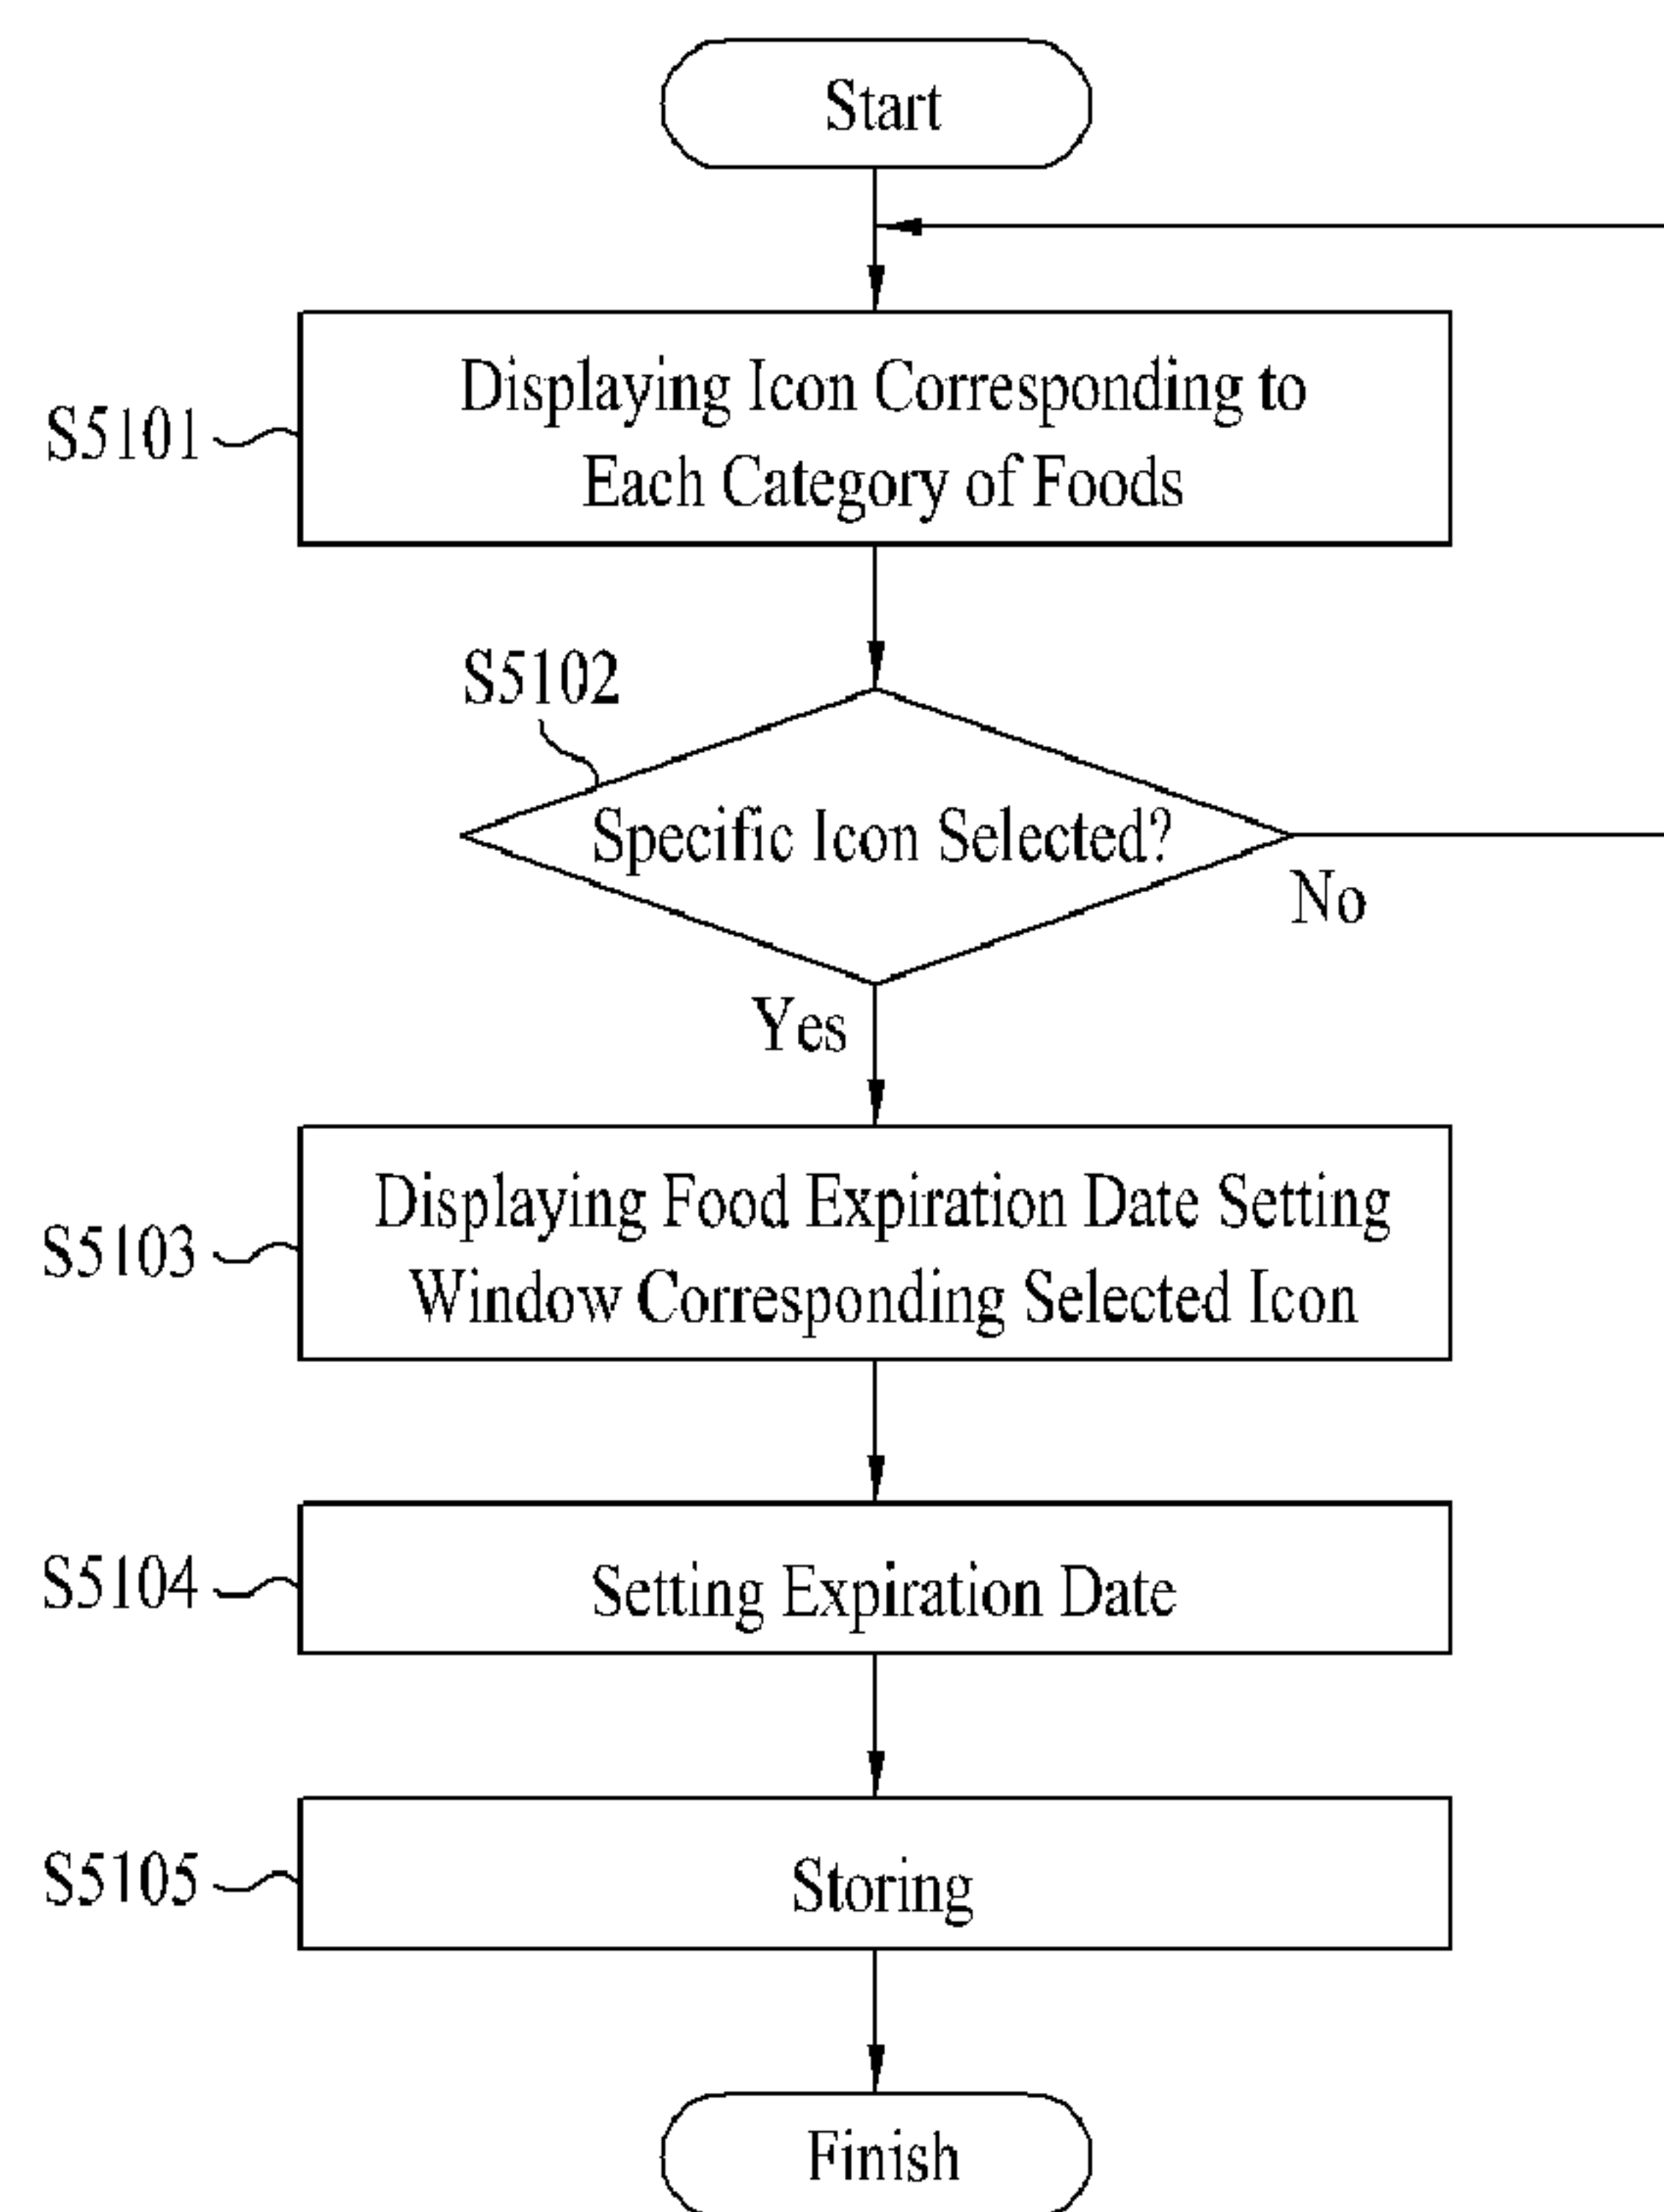 Start
S5101
Displaying Icon Corresponding to
Each Category of Foods
S5102
Specific Icon Selected?
No
Yes
S5103
Displaying Food Expiration Date Setting
Window Corresponding Selected Icon
S5104
Setting Expiration Date
S5105
Storing
Finish